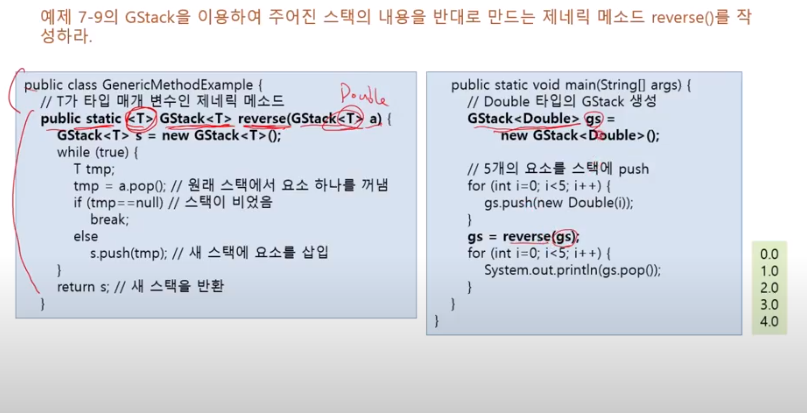 예제 7-9의 GStack을 이용하여 주어진 스택의 내용을 반대로 만드는 제네릭 메소드 reverse()를 작
성하라.
public class GenericMethodExample {
// T가 타입 매개 변수인 제네릭 메소드
Double
public static <T> GStack<T> reverse(GStack<T> a) {
GStack<T> s = new GStack<T>();
while (true) {
T tmp;
tmp = a.pop(); // 원래 스택에서 요소 하나를 꺼냄
if (tmp==null) // 스택이 비었음
break;
else
s.push(tmp); // 새 스택에 요소를 삽입
}
return s; // 새 스택을 반환
}
public static void main(String[] args) {
// Double 타입의 GStack 생성
GStack<Double> gs =
new GStack<Double>();
// 5개의 요소를 스택에 push
for (int i=0; i<5; i++) {
gs.push(new Double(i));
}
gs = reverse(gs);
for (int i=0; i<5; i++) {
System.out.println(gs.pop());
}
}
}
0.0
1.0
2.0
3.0
4.0